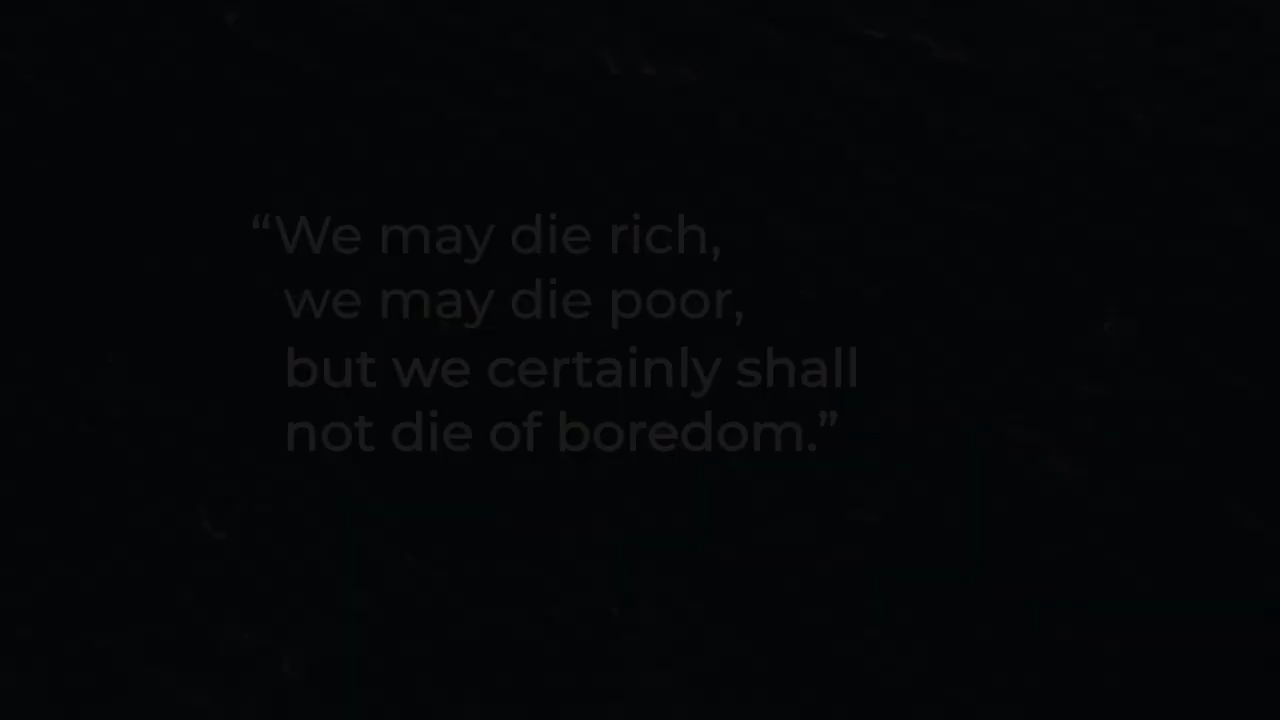 “We may die rich,
we may die poor,
but we certainly shall
not die of boredom.”